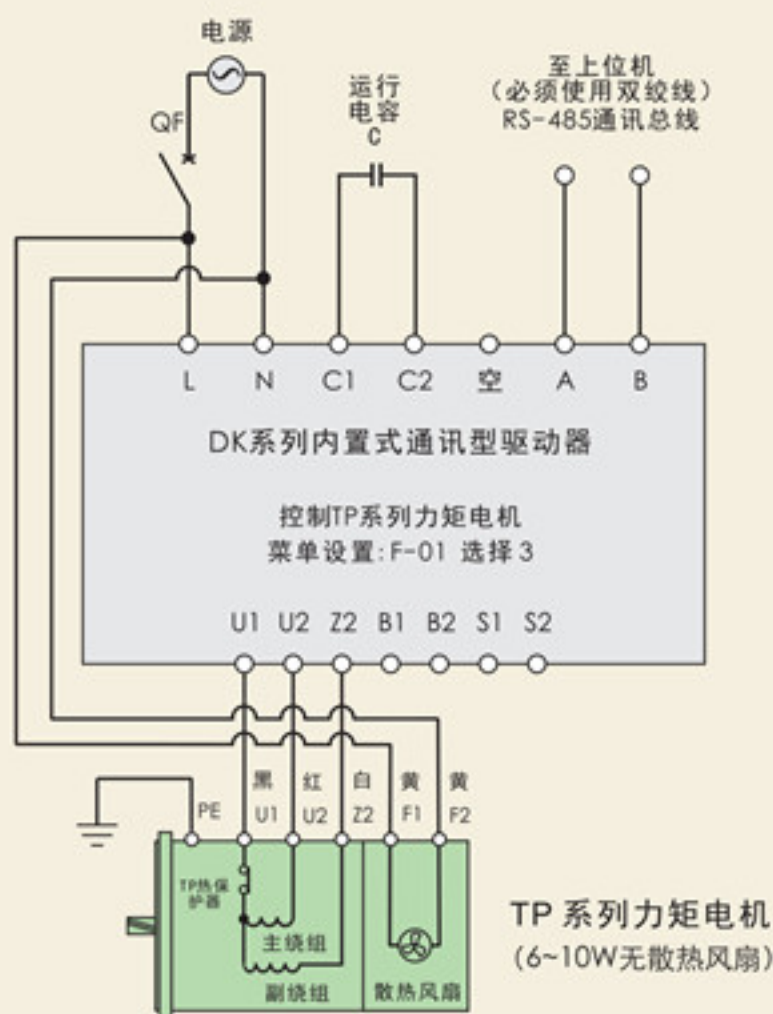 电源
QF
运行
电容
C
至上位机
（必须使用双绞线）
RS-485通讯总线
L N C1 C2 空 A B
DK系列内置式通讯型驱动器
控制TP系列力矩电机
菜单设置:F-01 选择3
U1 U2 Z2 B1 B2 S1 S2
黑 红 白 黄 黄
PE U1 U2 Z2 F1 F2
TP热保
护器
主绕组
副绕组
散热风扇
TP 系列力矩电机
(6~10W无散热风扇)